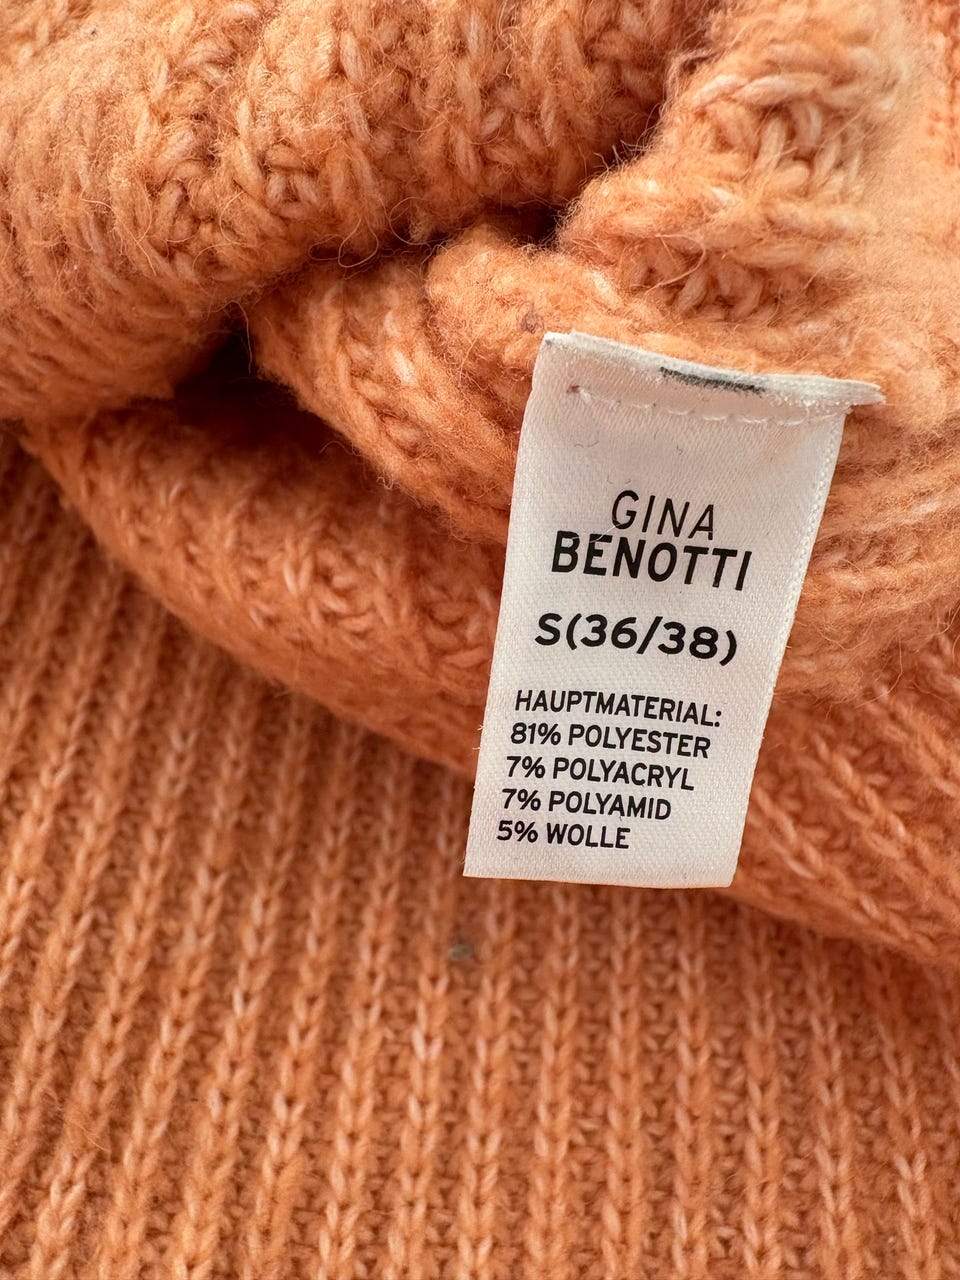 GINA
BENOTTI
S(36/38)
HAUPTMATERIAL:
81% POLYESTER
7% POLYACRYL
7% POLYAMID
5% WOLLE